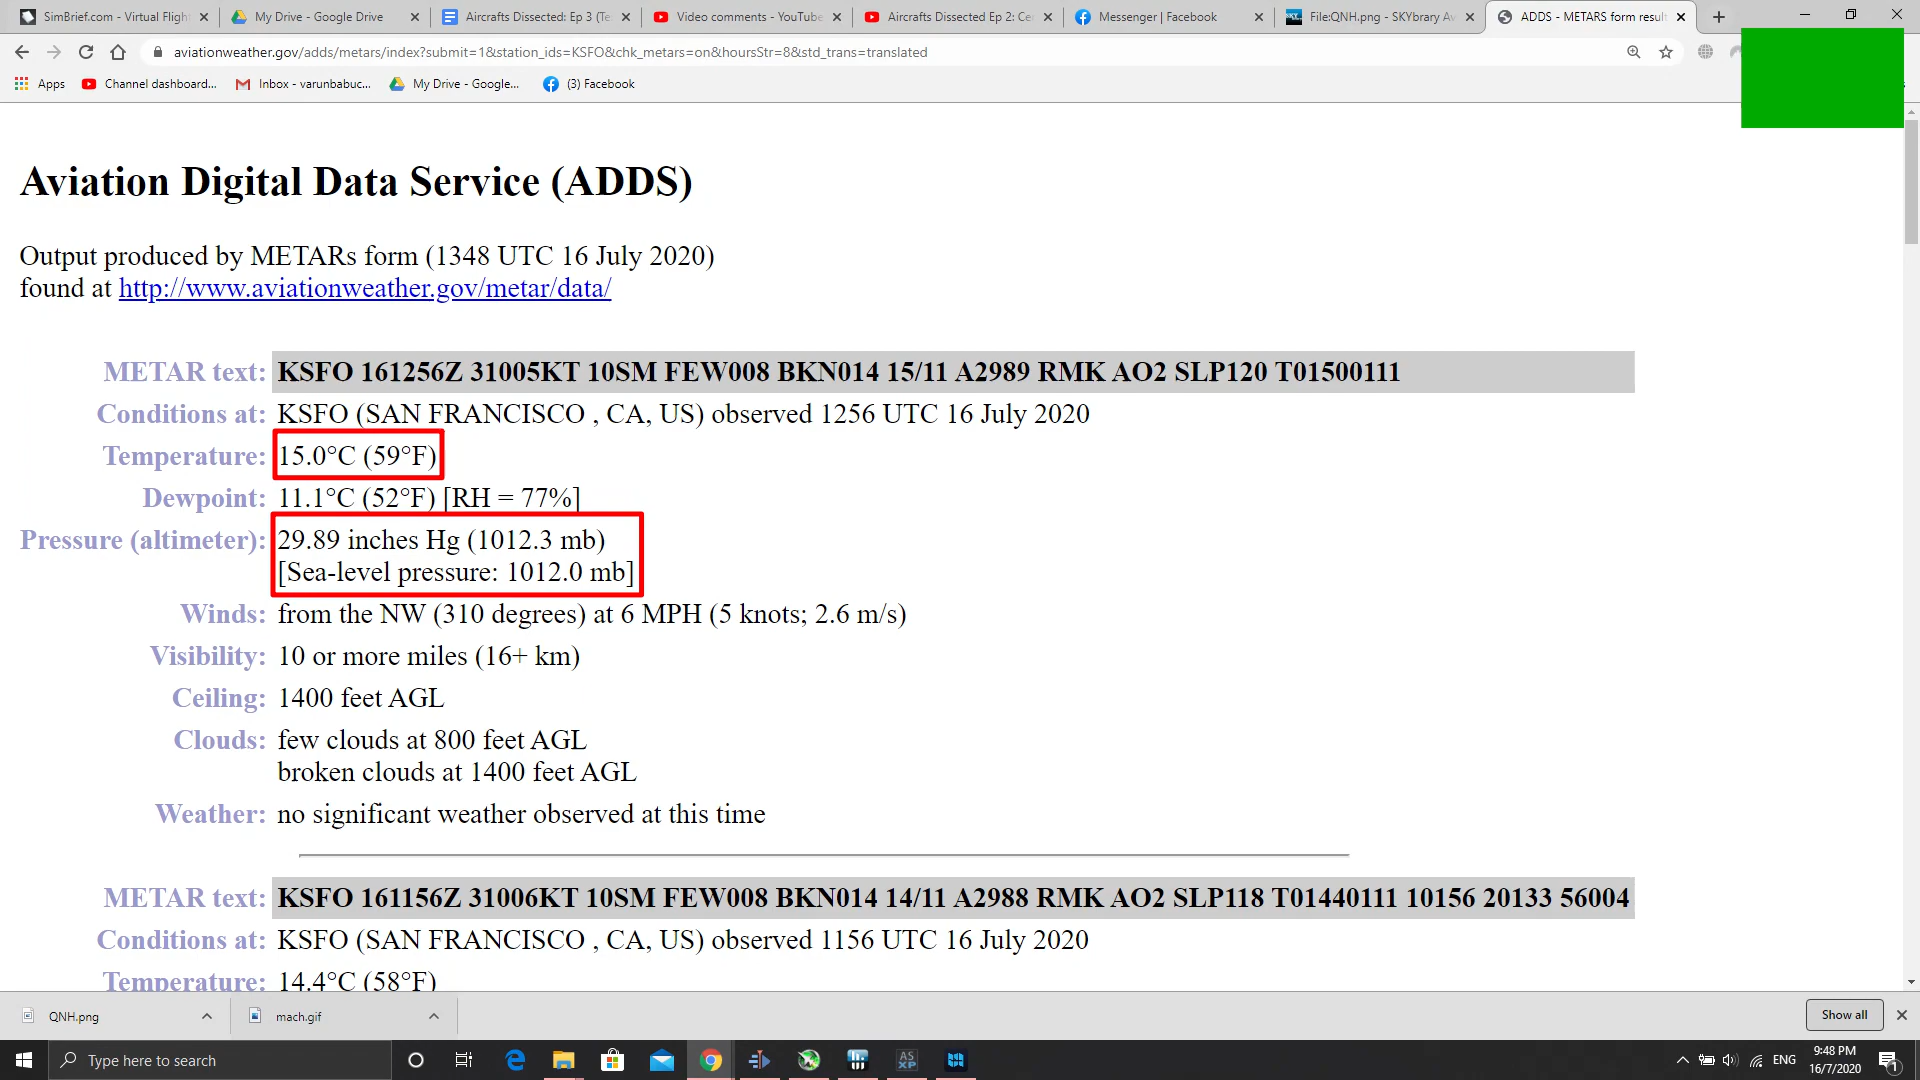 SimBrief.com - Virtual Fligh
My Drive - Google Drive
Aircrafts Dissected: Ep 3 (Te
Video comments - YouTube
Aircrafts Dissected Ep 2: Ce
Messenger | Facebook
File:QNH.png - SKYbrary Av
ADDS - METARS form result
aviationweather.gov/adds/metars/index?submit=1&station_ids=KSFO&chk_metars=on&hoursStr=8&std_trans=translated
Apps
Channel dashboard...
Inbox - varunbabuc...
My Drive - Google...
(3) Facebook
Aviation Digital Data Service (ADDS)
Output produced by METARs form (1348 UTC 16 July 2020)
found at http://www.aviationweather.gov/metar/data/
METAR text: KSFO 161256Z 31005KT 10SM FEW008 BKN014 15/11 A2989 RMK AO2 SLP120 T01500111
Conditions at: KSFO (SAN FRANCISCO , CA, US) observed 1256 UTC 16 July 2020
Temperature: 15.0°C (59°F)
Dewpoint: 11.1°C (52°F) [RH = 77%]
Pressure (altimeter): 29.89 inches Hg (1012.3 mb)
[Sea-level pressure: 1012.0 mb]
Winds: from the NW (310 degrees) at 6 MPH (5 knots; 2.6 m/s)
Visibility: 10 or more miles (16+ km)
Ceiling: 1400 feet AGL
Clouds: few clouds at 800 feet AGL
broken clouds at 1400 feet AGL
Weather: no significant weather observed at this time
METAR text: KSFO 161156Z 31006KT 10SM FEW008 BKN014 14/11 A2988 RMK AO2 SLP118 T01440111 10156 20133 56004
Conditions at: KSFO (SAN FRANCISCO , CA, US) observed 1156 UTC 16 July 2020
Temperature: 14.4°C (58°F)
QNH.png
mach.gif
Show all
Type here to search
AS
XP
ENG
9:48 PM
16/7/2020
1